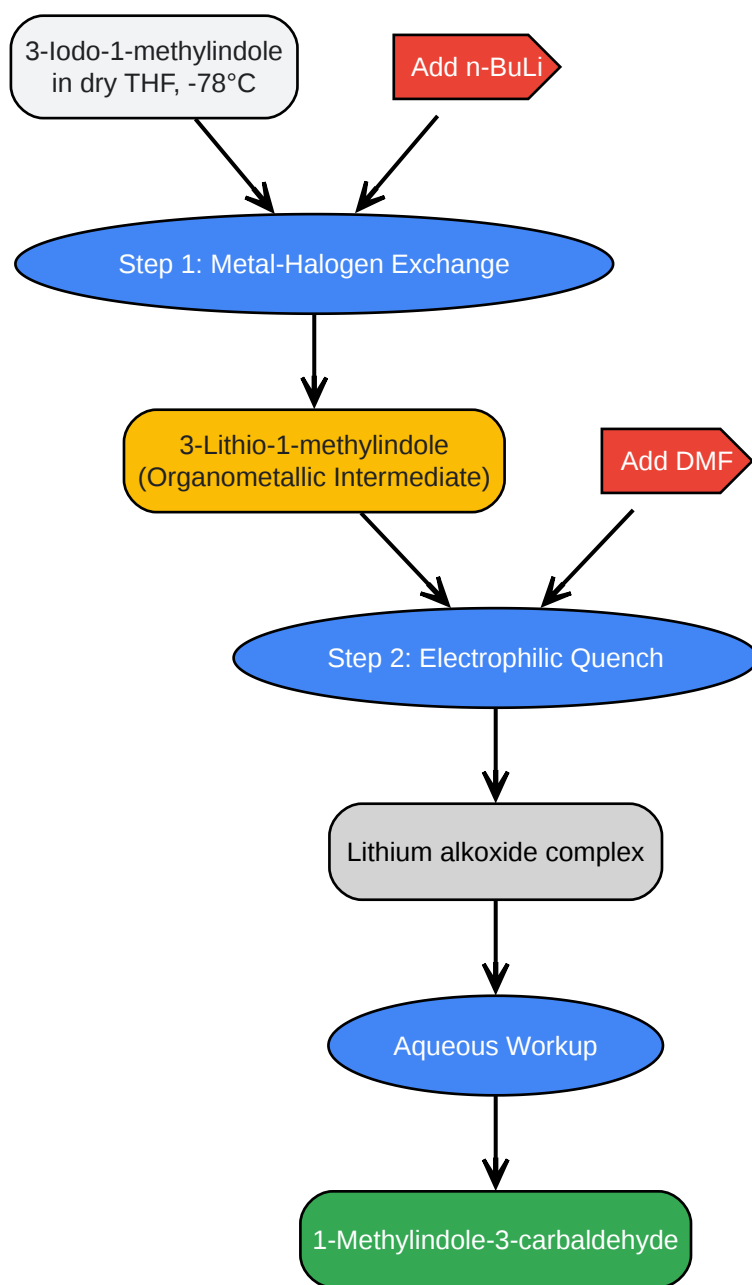 3-Iodo-1-methylindole
in dry THF, -78°C
Add n-BuLi
Step 1: Metal-Halogen Exchange
3-Lithio-1-methylindole
(Organometallic Intermediate)
Add DMF
Step 2: Electrophilic Quench
Lithium alkoxide complex
Aqueous Workup
1-Methylindole-3-carbaldehyde